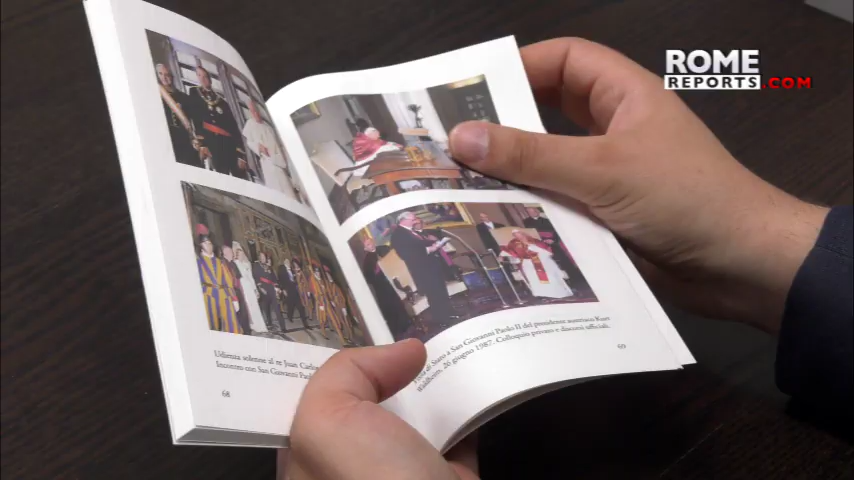 ROME
REPORTS.COM
Udienza solenne al re Juan Carlos
Incontro con San Giovanni Paolo
68
Visita di Stato a San Giovanni Paolo II del presidente austriaco Kurt
Waldheim. 26 giugno 1987. Colloquio privato e discorsi ufficiali.
69